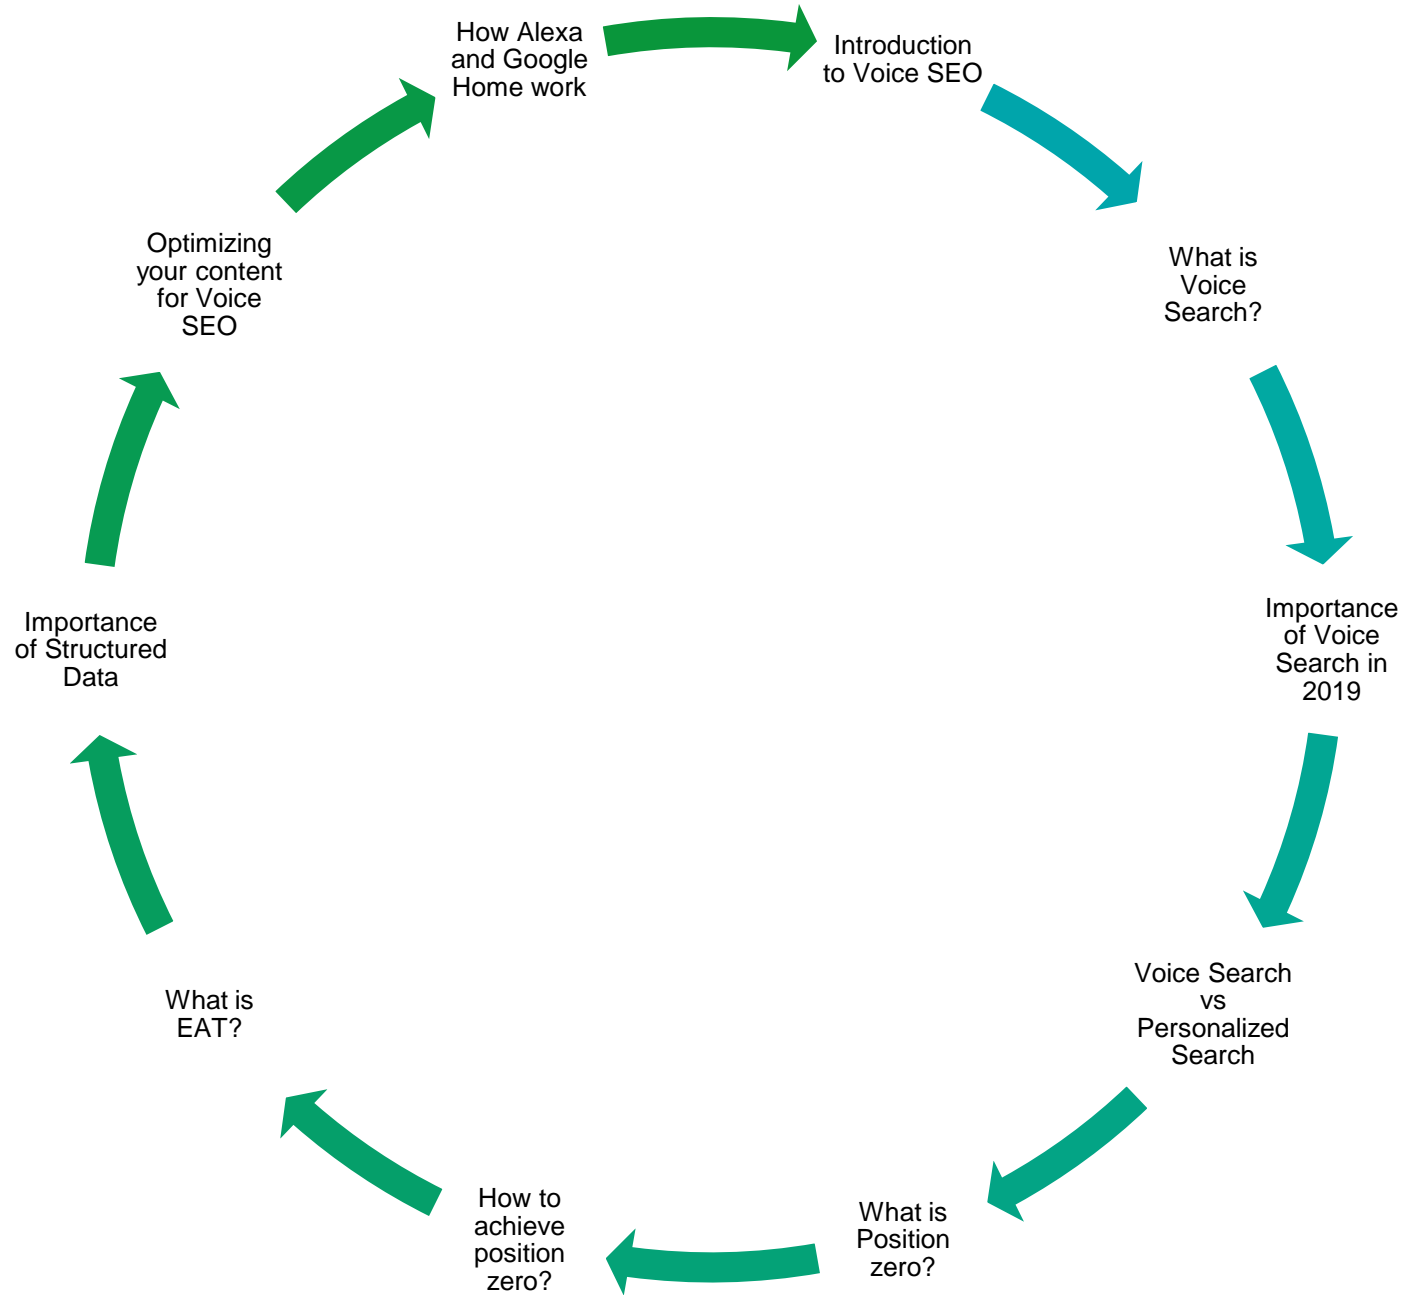 Introduction
to Voice SEO
What is
Voice
Search?
Importance
of Voice
Search in
2019
Voice Search
vs
Personalized
Search
What is
Position
zero?
How to
achieve
position
zero?
What is
EAT?
Importance
of Structured
Data
Optimizing
your content
for Voice
SEO
How Alexa
and Google
Home work